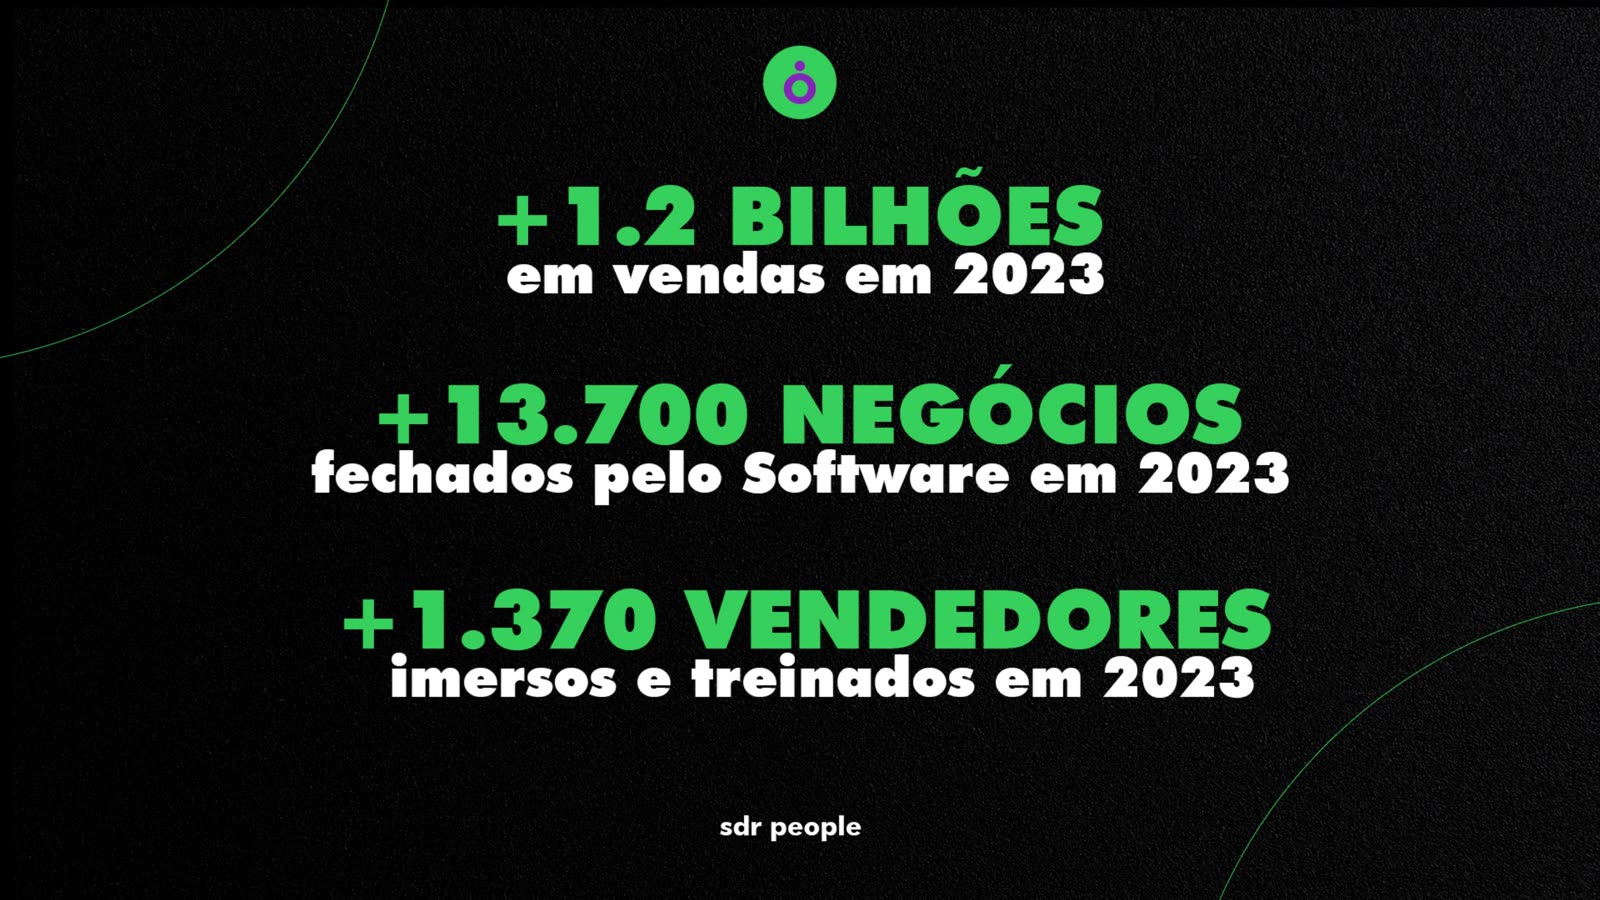 +1.2 BILHÕES
em vendas em 2023
+13.700 NEGÓCIOS
fechados pelo Software em 2023
+1.370 VENDEDORES
imersos e treinados em 2023
sdr people